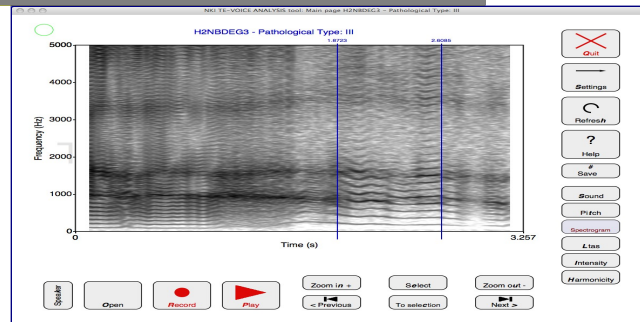 NKI TE-VOICE ANALYSIS tool: Main page H2NBDEG3 - Pathological Type: III
H2NBDEG3 - Pathological Type: III
1.8723
2.6085
5000
4000
3000
2000
1000
0
Frequency (Hz)
0
Time (s)
3.257
Quit
Settings
Refresh
?
Help
#
Save
Sound
Pitch
Spectrogram
Ltas
Intensity
Harmonicity
Speaker
Open
Record
Play
Zoom in +
Select
Zoom out -
< Previous
To selection
Next >